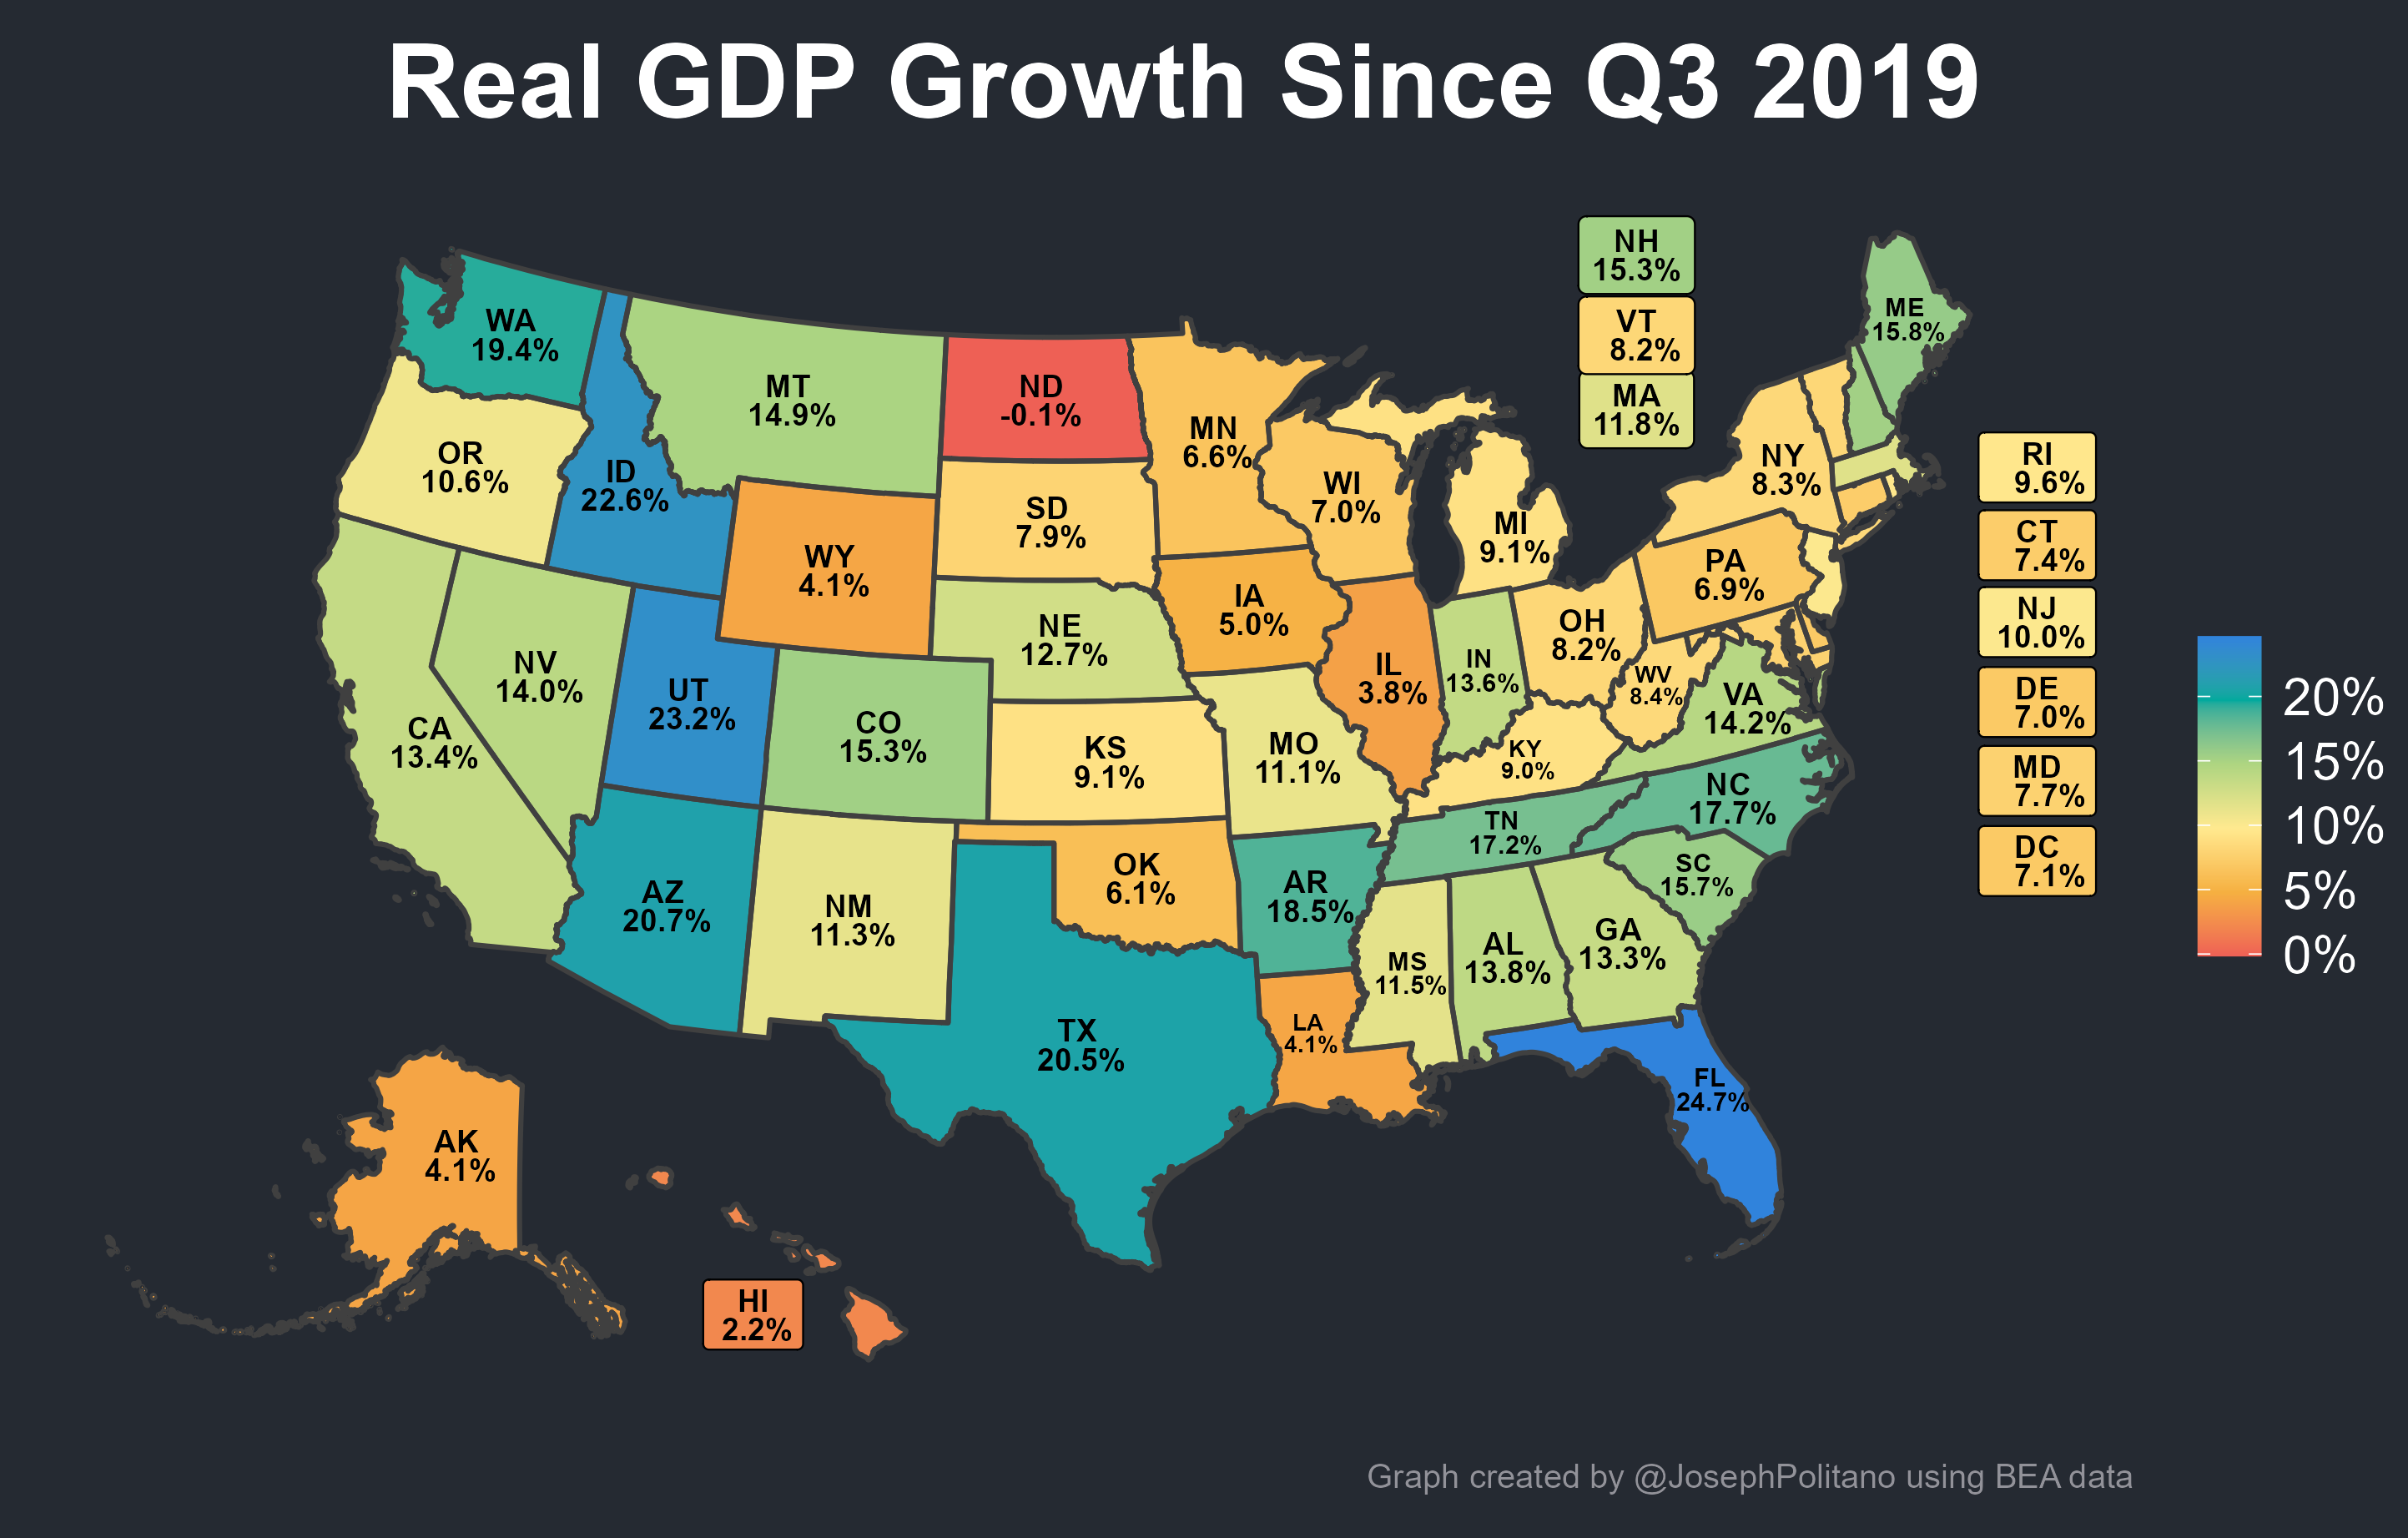 Real GDP Growth Since Q3 2019
NH
15.3%
VT
8.2%
MA
11.8%
ME
15.8%
WA
19.4%
MT
14.9%
ND
-0.1%
MN
6.6%
OR
10.6%
ID
22.6%
SD
7.9%
WI
7.0%
MI
9.1%
NY
8.3%
RI
9.6%
WY
4.1%
IA
5.0%
PA
6.9%
CT
7.4%
NE
12.7%
IL
3.8%
IN
13.6%
OH
8.2%
WV
8.4%
NJ
10.0%
NV
14.0%
UT
23.2%
CO
15.3%
KS
9.1%
MO
11.1%
KY
9.0%
VA
14.2%
DE
7.0%
CA
13.4%
MD
7.7%
TN
17.2%
NC
17.7%
DC
7.1%
AZ
20.7%
NM
11.3%
OK
6.1%
AR
18.5%
SC
15.7%
MS
11.5%
AL
13.8%
GA
13.3%
TX
20.5%
LA
4.1%
FL
24.7%
AK
4.1%
HI
2.2%
20%
15%
10%
5%
0%
Graph created by @JosephPolitano using BEA data